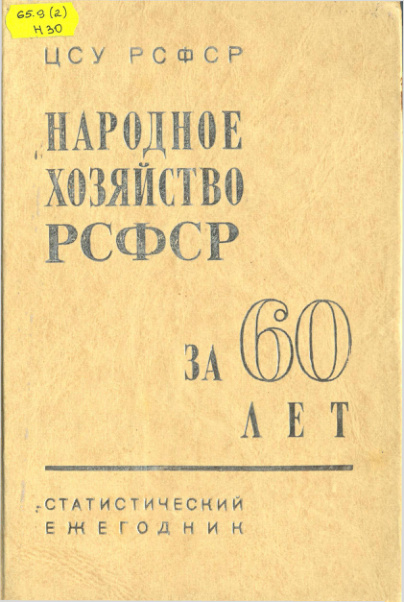 65.9(2)
Н30
ЦСУ РСФСР
НАРОДНОЕ
ХОЗЯЙСТВО
РСФСР
ЗА 60
ЛЕТ
СТАТИСТИЧЕСКИЙ
ЕЖЕГОДНИК